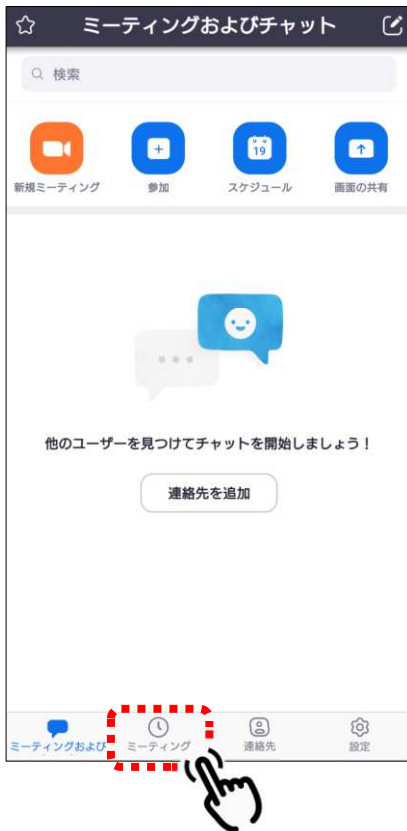 ミーティングおよびチャット
検索
19
新規ミーティング 参加 スケジュール 画面の共有
他のユーザーを見つけてチャットを開始しましょう！
連絡先を追加
ミーティングおよび ミーティング 連絡先 設定